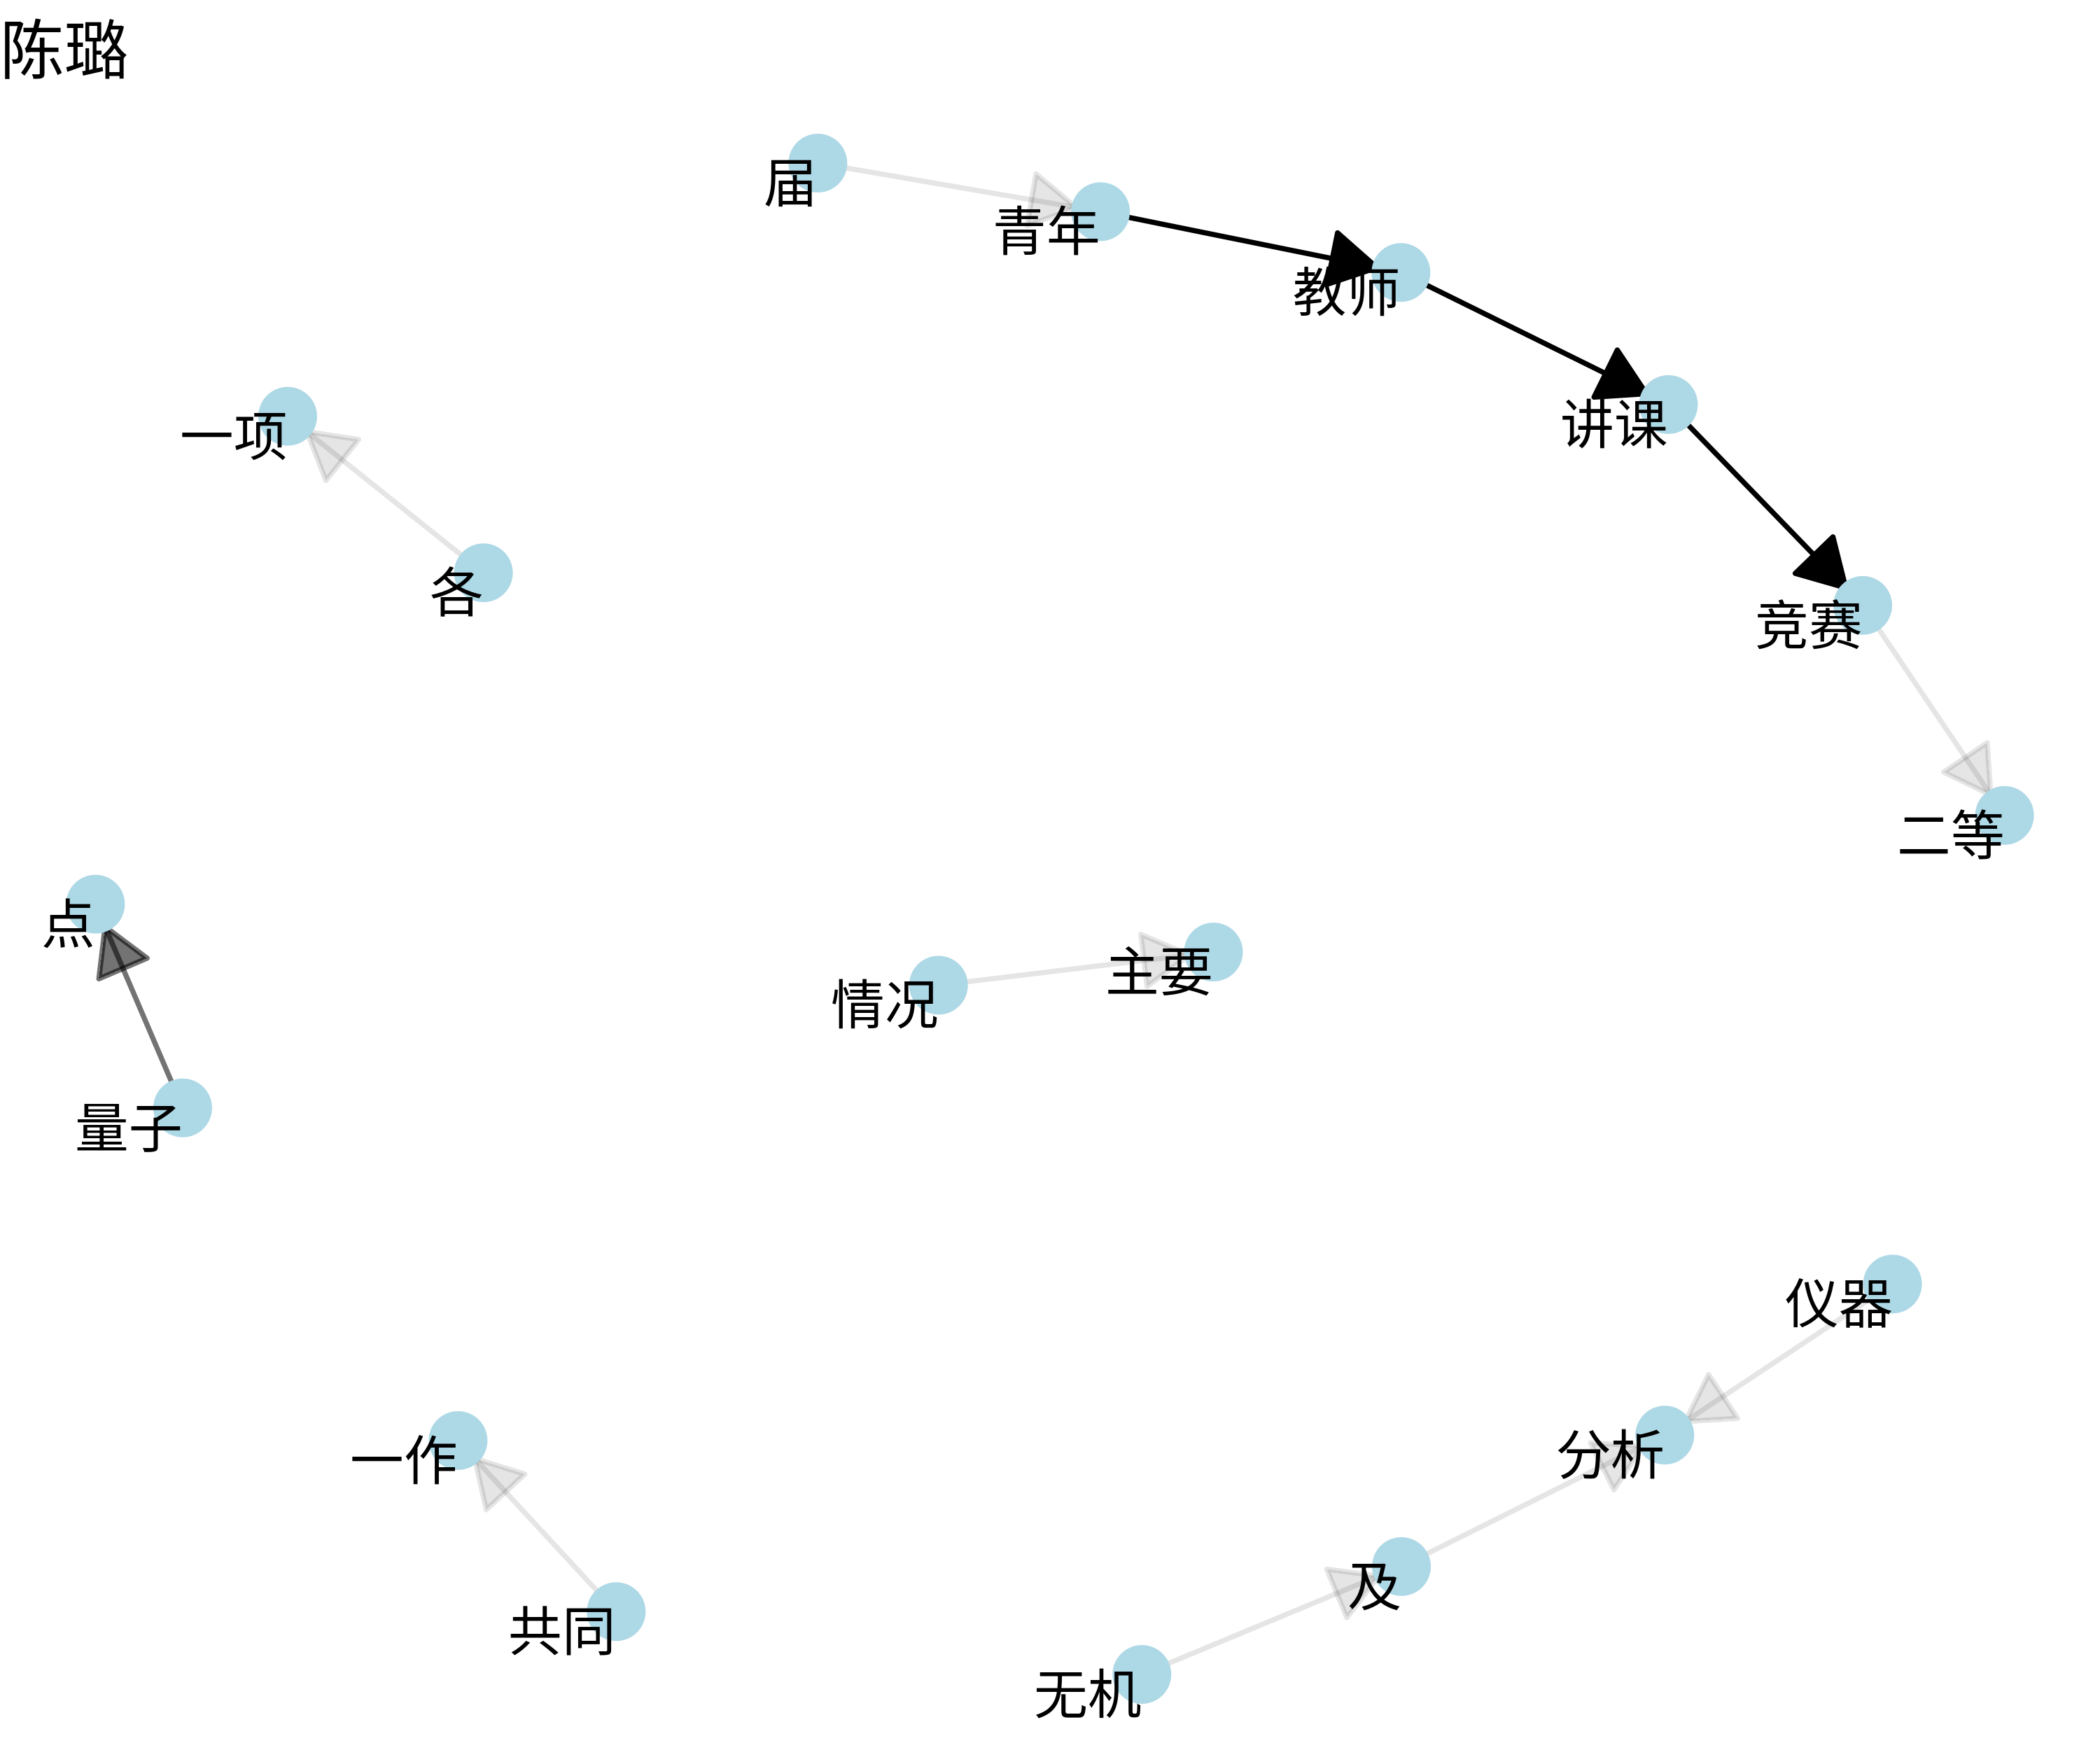 陈璐
届
青年
教师
讲课
一项
各
竞赛
二等
点
主要
情况
量子
仪器
分析
一作
及
共同
无机